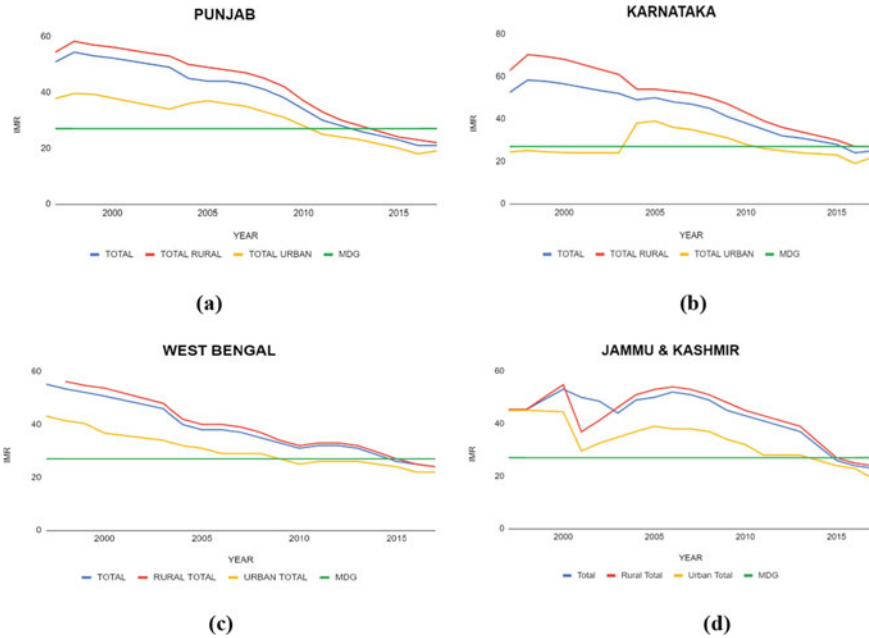 PUNJAB
60
40
20
0
IMR
2000
2005
2010
2015
YEAR
TOTAL TOTAL RURAL TOTAL URBAN MDG
(a)
KARNATAKA
80
60
40
20
0
IMR
2000
2005
2010
2015
YEAR
TOTAL TOTAL RURAL TOTAL URBAN MDG
(b)
WEST BENGAL
60
40
20
0
IMR
2000
2005
2010
2015
YEAR
TOTAL RURAL TOTAL URBAN TOTAL MDG
(c)
JAMMU & KASHMIR
60
40
20
0
IMR
2000
2005
2010
2015
YEAR
Total Rural Total Urban Total MDG
(d)